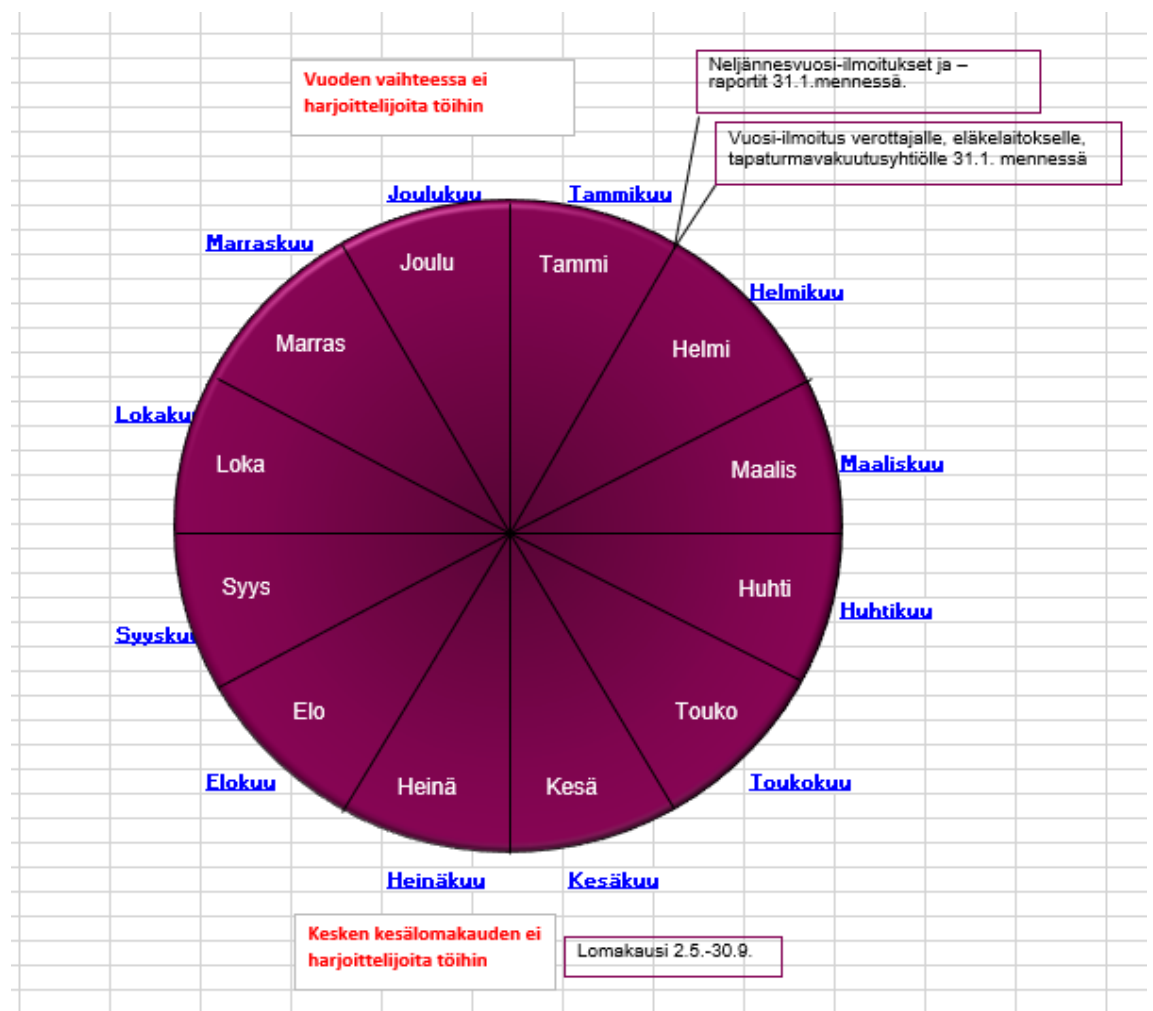 Vuoden vaihteessa ei
harjoittelijoita töihin
Neljännesvuosi-ilmoitukset ja –
raportit 31.1.mennessä.
Vuosi-ilmoitus verottajalle, eläkelaitokselle,
tapaturmavakuutusyhtiölle 31.1. mennessä
Joulukuu
Tammikuu
Marraskuu
Helmikuu
Joulu
Tammi
Marras
Helmi
Lokaku
Maaliskuu
Loka
Maalis
Syys
Huhti
Huhtikuu
Syysku
Elo
Touko
Elokuu
Toukokuu
Heinä
Kesä
Heinäkuu
Kesäkuu
Kesken kesälomakauden ei
harjoittelijoita töihin
Lomakausi 2.5.-30.9.